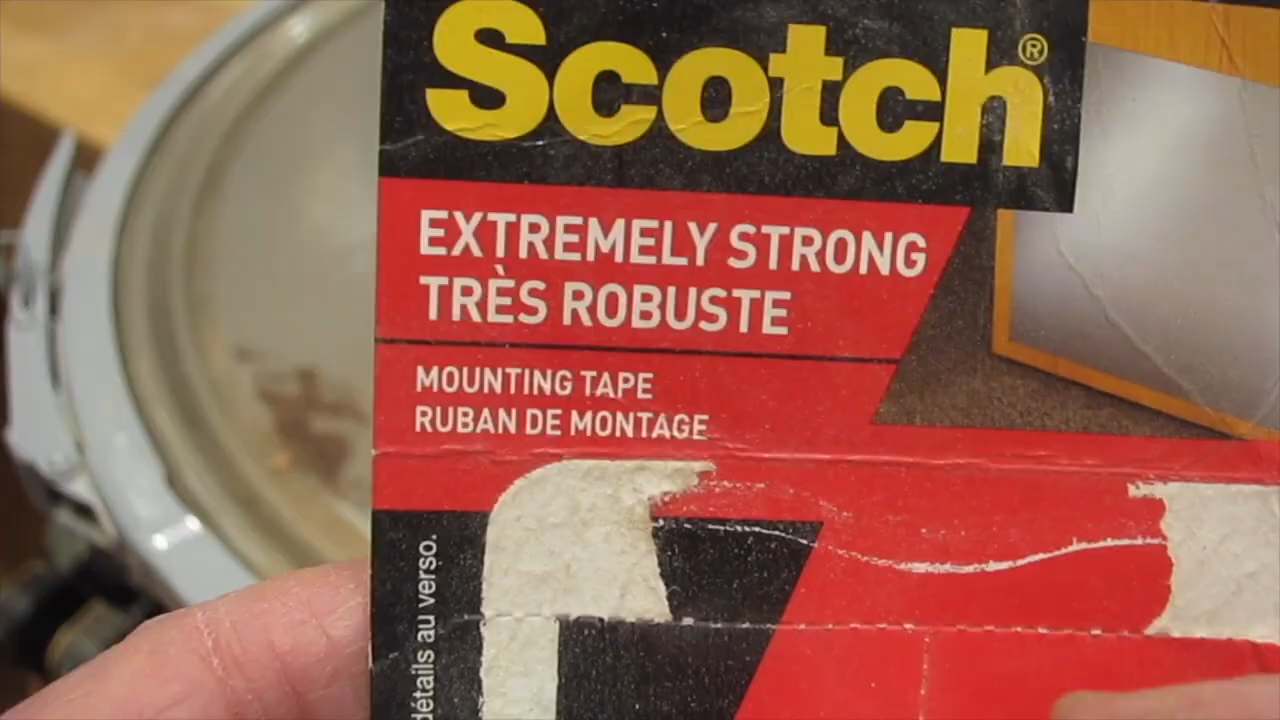 Scotch®
EXTREMELY STRONG
TRÈS ROBUSTE
MOUNTING TAPE
RUBAN DE MONTAGE
détails au verso.